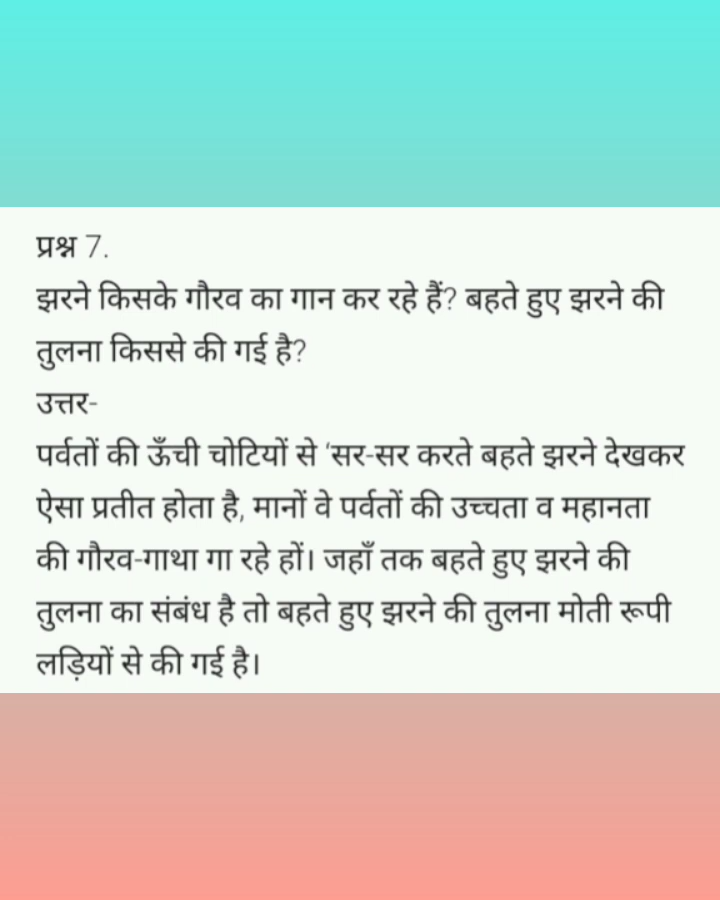 प्रश्न 7.
झरने किसके गौरव का गान कर रहे हैं? बहते हुए झरने की
तुलना किससे की गई है?
उत्तर-
पर्वतों की ऊँची चोटियों से ‘सर-सर करते बहते झरने देखकर
ऐसा प्रतीत होता है, मानों वे पर्वतों की उच्चता व महानता
की गौरव-गाथा गा रहे हों। जहाँ तक बहते हुए झरने की
तुलना का संबंध है तो बहते हुए झरने की तुलना मोती रूपी
लड़ियों से की गई है।